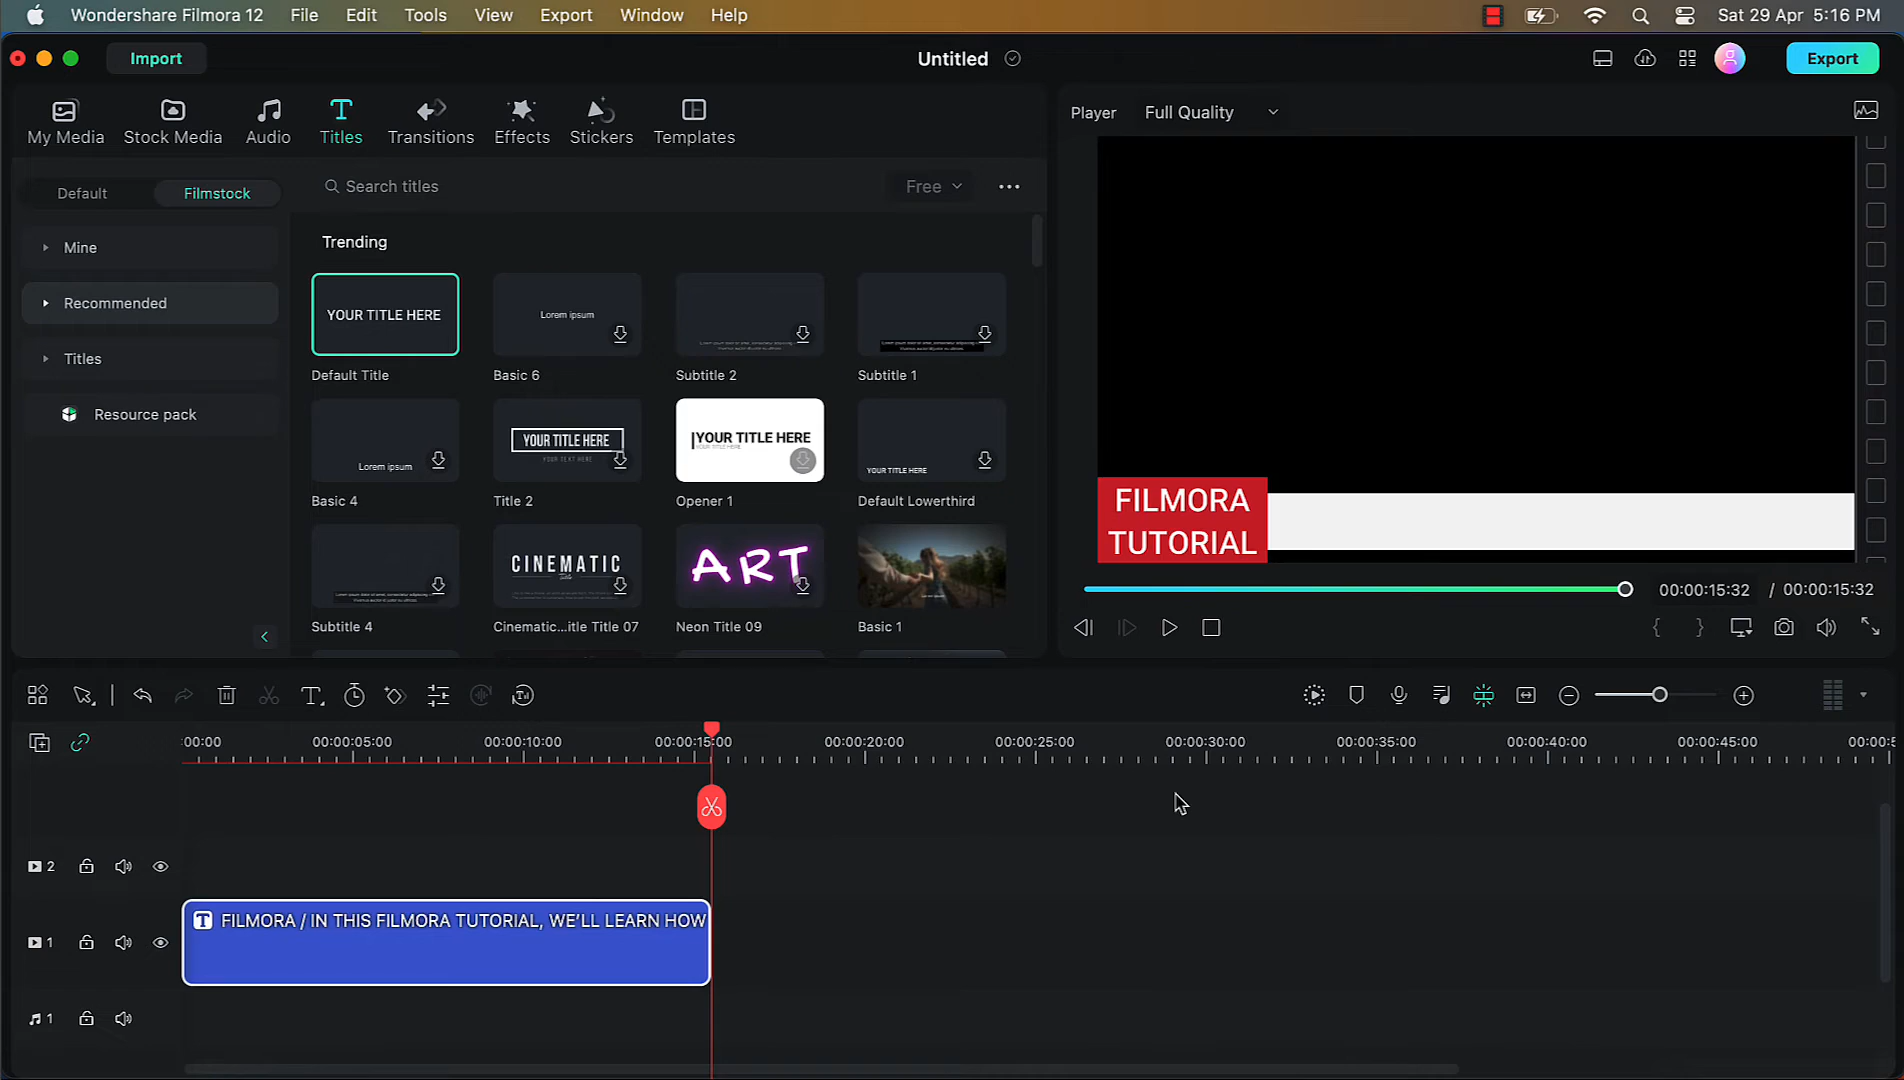 Wondershare Filmora 12 File Edit Tools View Export Window Help Sat 29 Apr 5:16 PM
Import Untitled Export
My Media Stock Media Audio Titles Transitions Effects Stickers Templates
Player Full Quality
Default Filmstock Search titles Free
Mine
Recommended
Titles
Resource pack
Trending
YOUR TITLE HERE Lorem ipsum
Default Title Basic 6 Subtitle 2 Subtitle 1
Lorem ipsum YOUR TITLE HERE YOUR TEXT HERE YOUR TITLE HERE YOUR TITLE HERE
Basic 4 Title 2 Opener 1 Default Lowerthird
CINEMATIC Title ART
Subtitle 4 Cinematic...itle Title 07 Neon Title 09 Basic 1
FILMORA
TUTORIAL
00:00:15:32 / 00:00:15:32
:00:00 00:00:05:00 00:00:10:00 00:00:15:00 00:00:20:00 00:00:25:00 00:00:30:00 00:00:35:00 00:00:40:00 00:00:45:00 00:00:5
2
T FILMORA / IN THIS FILMORA TUTORIAL, WE’LL LEARN HOW
1
1